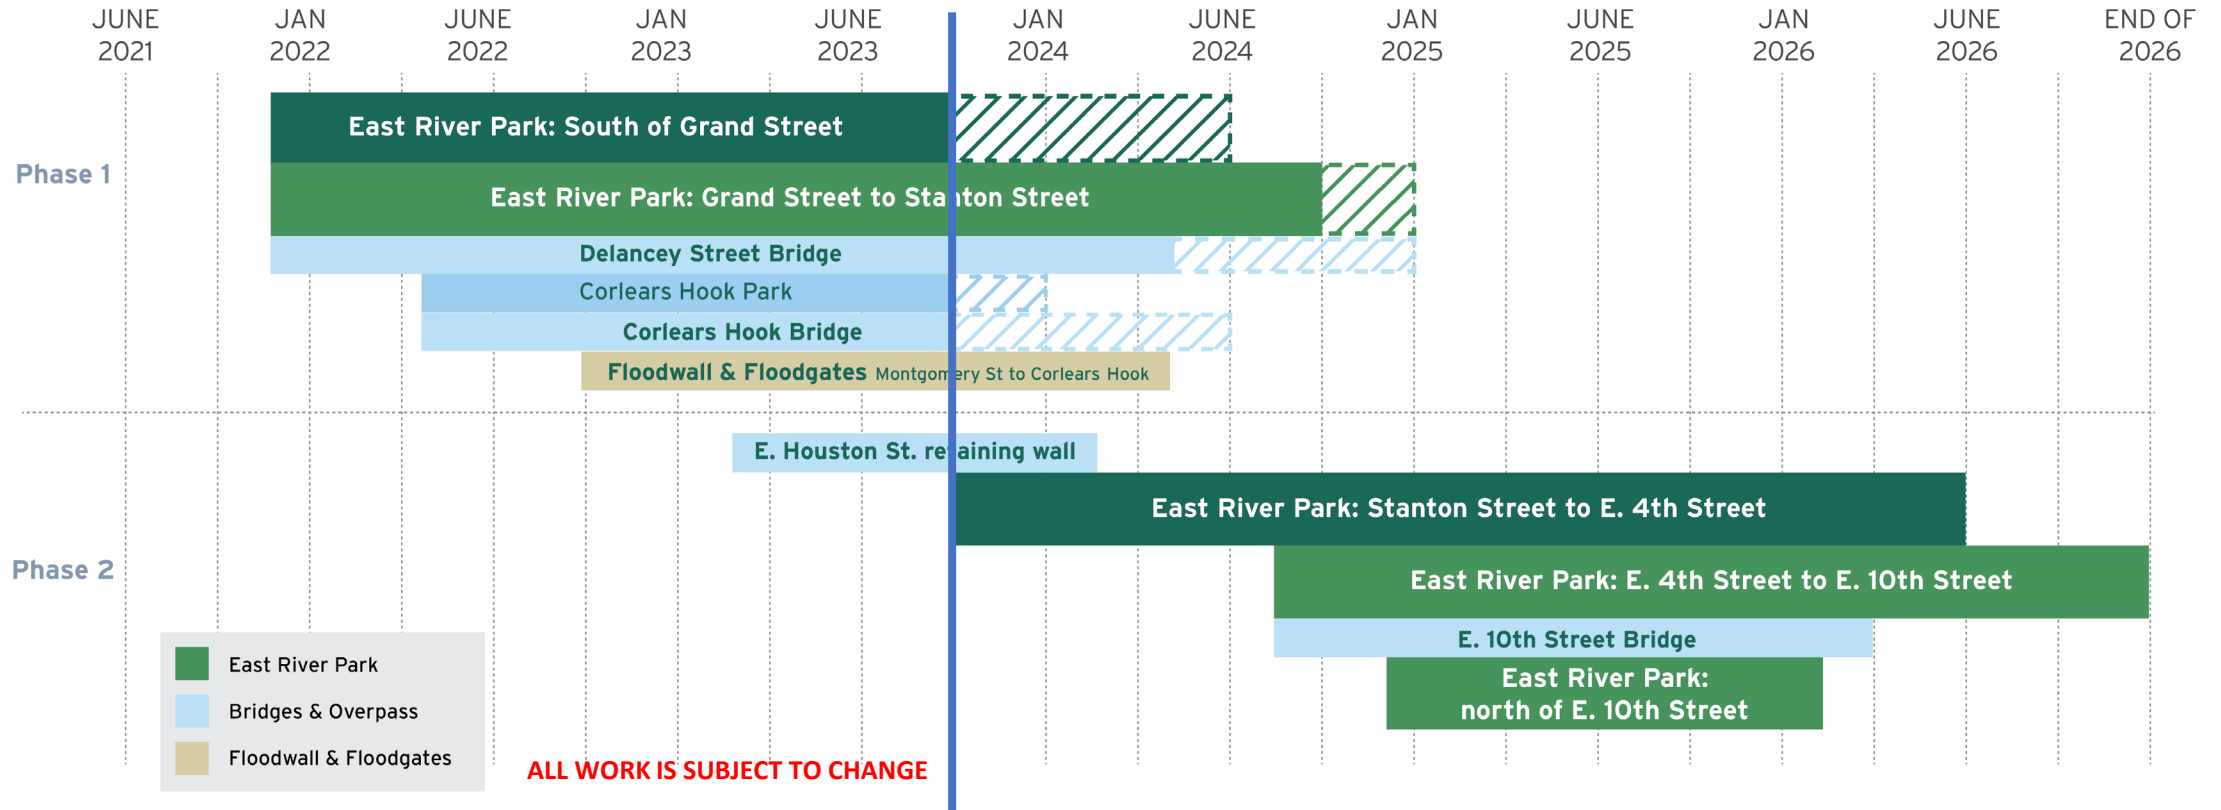 JUNE JAN JUNE JAN JUNE JAN JUNE JAN JUNE JAN JUNE END OF
2021 2022 2022 2023 2023 2024 2024 2025 2025 2026 2026 2026
Phase 1
East River Park: South of Grand Street
East River Park: Grand Street to Stanton Street
Delancey Street Bridge
Corlears Hook Park
Corlears Hook Bridge
Floodwall & Floodgates Montgomery St to Corlears Hook
Phase 2
E. Houston St. retaining wall
East River Park: Stanton Street to E. 4th Street
East River Park: E. 4th Street to E. 10th Street
E. 10th Street Bridge
East River Park:
north of E. 10th Street
East River Park
Bridges & Overpass
Floodwall & Floodgates
ALL WORK IS SUBJECT TO CHANGE